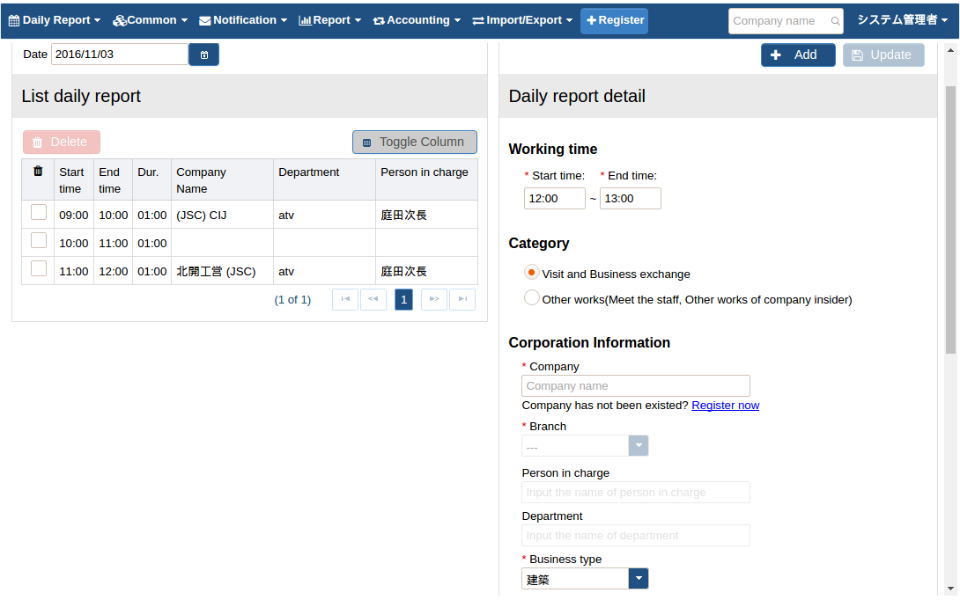 Daily Report Common Notification Report Accounting Import/Export Register Company name システム管理者
Date 2016/11/03
List daily report
Delete Toggle Column
Start time End time Dur. Company Name Department Person in charge
09:00 10:00 01:00 (JSC) CIJ atv 庭田次長
10:00 11:00 01:00
11:00 12:00 01:00 北開工営 (JSC) atv 庭田次長
(1 of 1) 1
Add Update
Daily report detail
Working time
* Start time: * End time:
12:00 ~ 13:00
Category
Visit and Business exchange
Other works(Meet the staff, Other works of company insider)
Corporation Information
* Company
Company name
Company has not been existed? Register now
* Branch
---
Person in charge
Input the name of person in charge
Department
Input the name of department
* Business type
建築